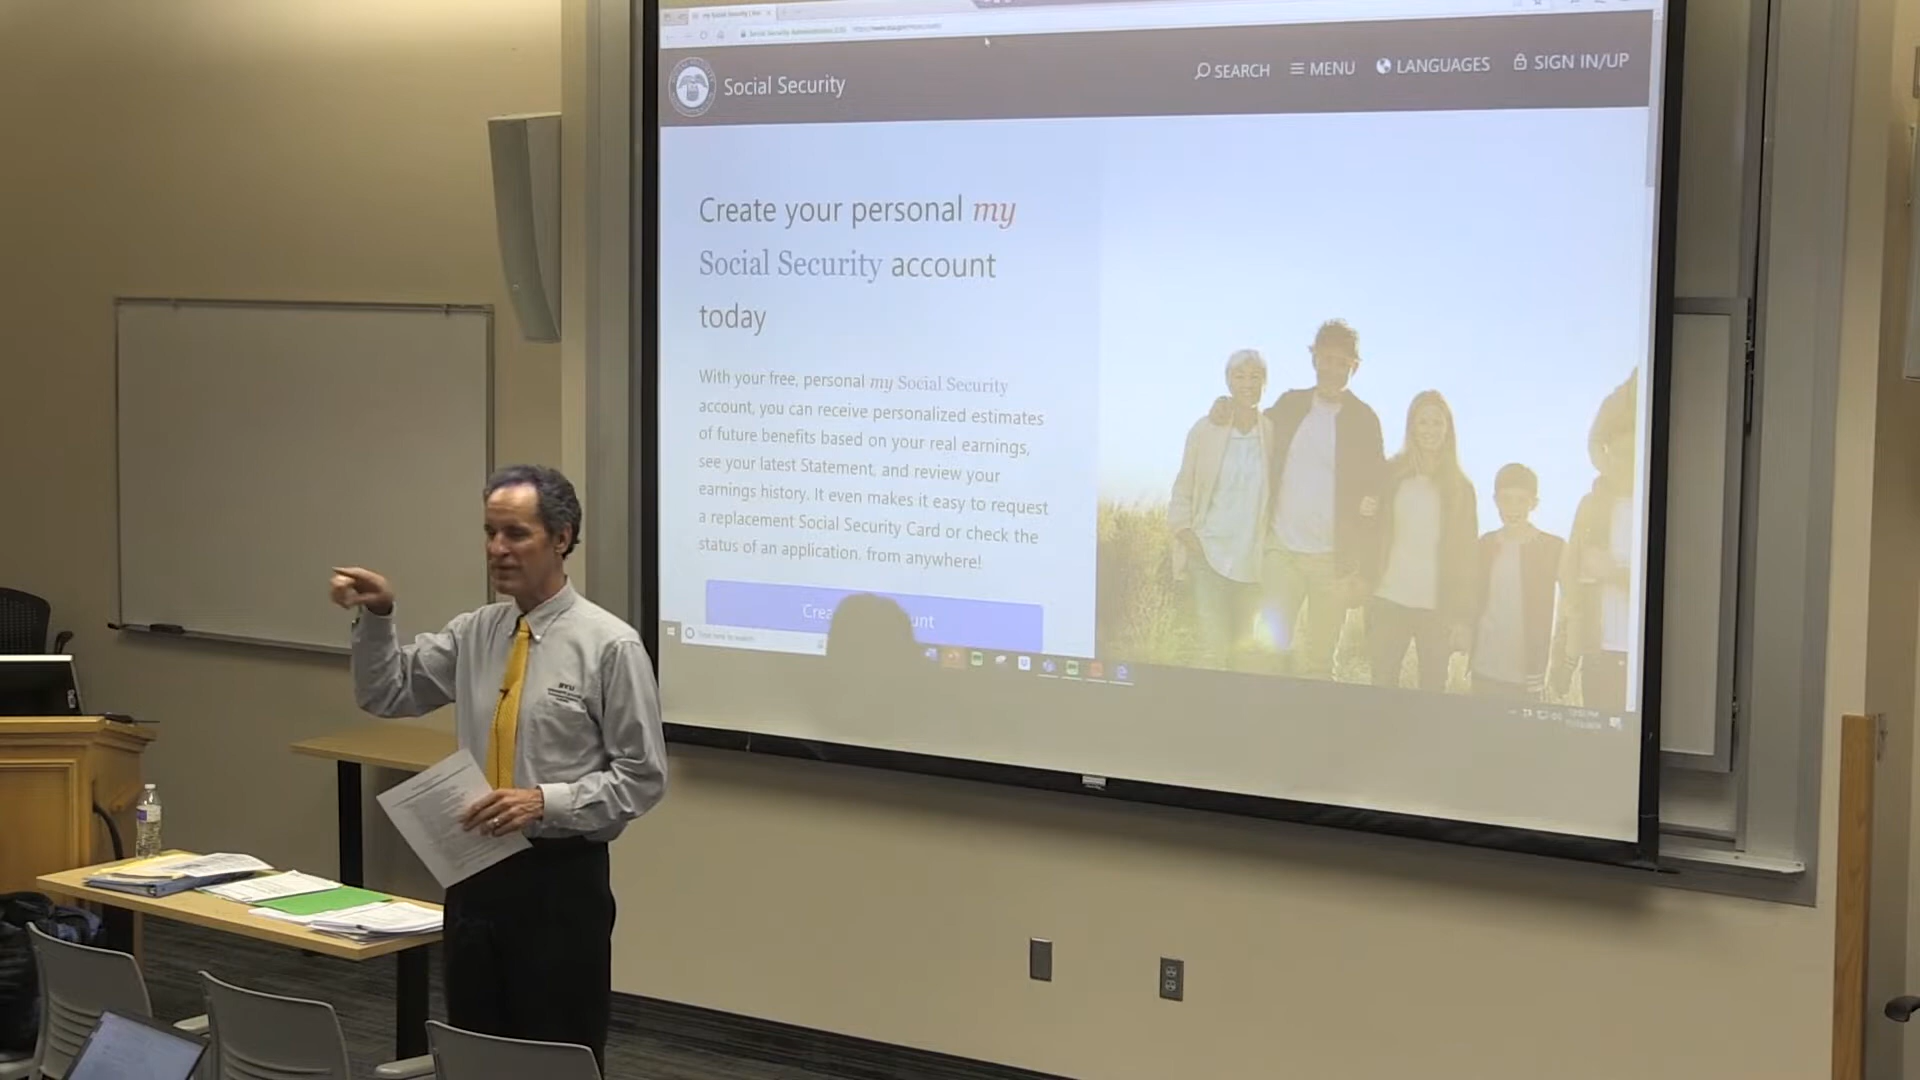 Social Security
SEARCH
MENU
LANGUAGES
SIGN IN/UP
Create your personal my
Social Security account
today
With your free, personal my Social Security
account, you can receive personalized estimates
of future benefits based on your real earnings,
see your latest Statement, and review your
earnings history. It even makes it easy to request
a replacement Social Security Card or check the
status of an application. from anywhere!